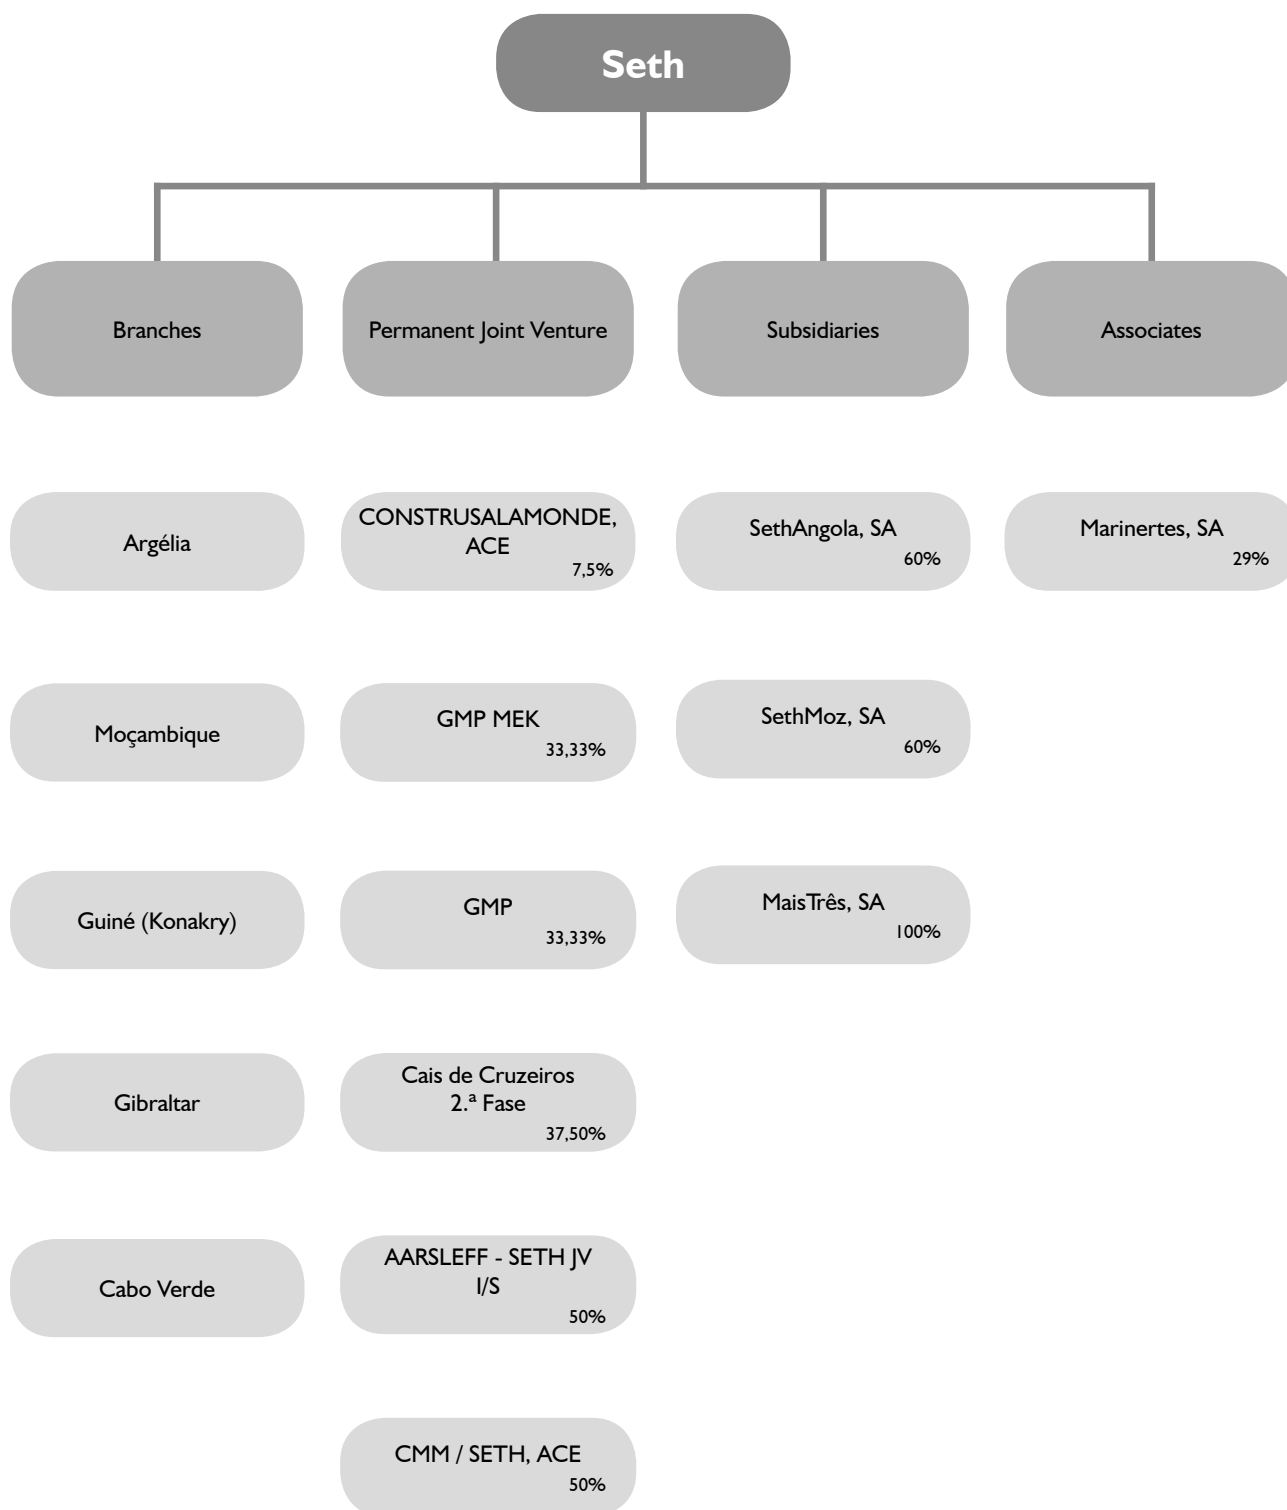 Seth
Branches
Permanent Joint Venture
Subsidiaries
Associates
Argélia
CONSTRUSALAMONDE,
ACE
7,5%
SethAngola, SA
60%
Marinertes, SA
29%
Moçambique
GMP MEK
33,33%
SethMoz, SA
60%
Guiné (Konakry)
GMP
33,33%
MaisTrês, SA
100%
Gibraltar
Cais de Cruzeiros
2.ª Fase
37,50%
Cabo Verde
AARSLEFF - SETH JV
I/S
50%
CMM / SETH, ACE
50%